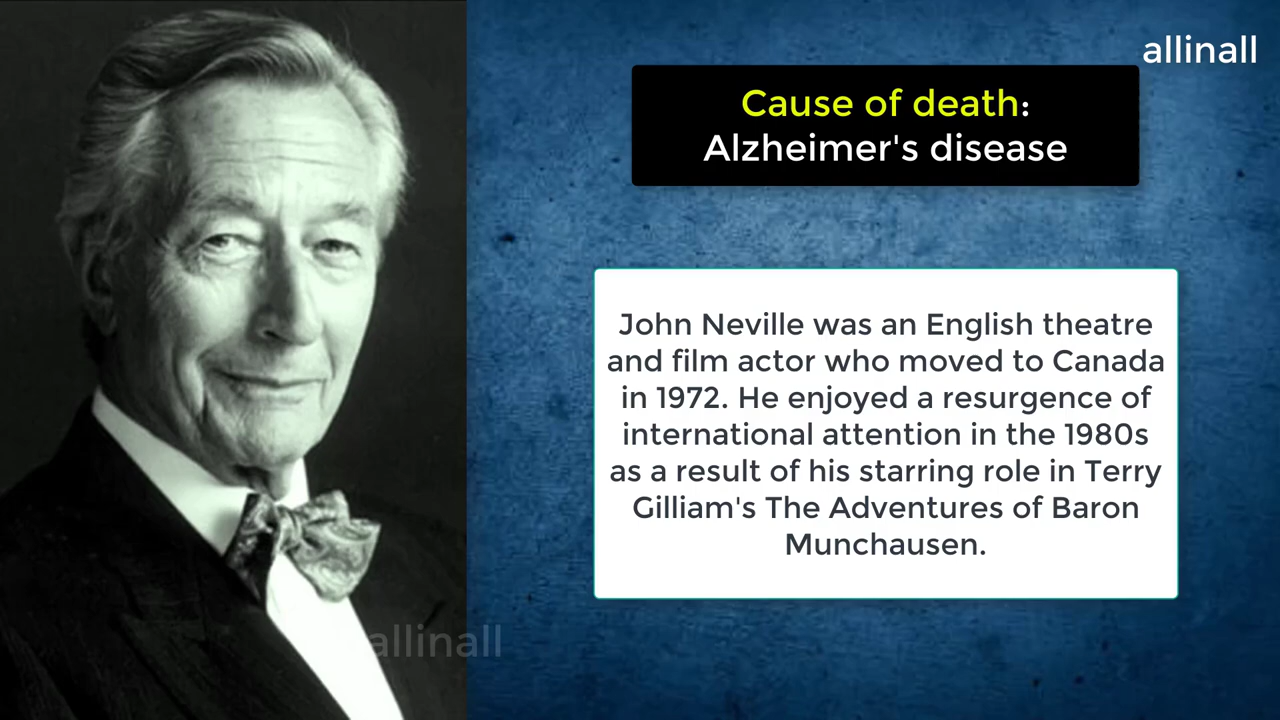 allinall
Cause of death:
Alzheimer's disease
John Neville was an English theatre
and film actor who moved to Canada
in 1972. He enjoyed a resurgence of
international attention in the 1980s
as a result of his starring role in Terry
Gilliam's The Adventures of Baron
Munchausen.
allinall